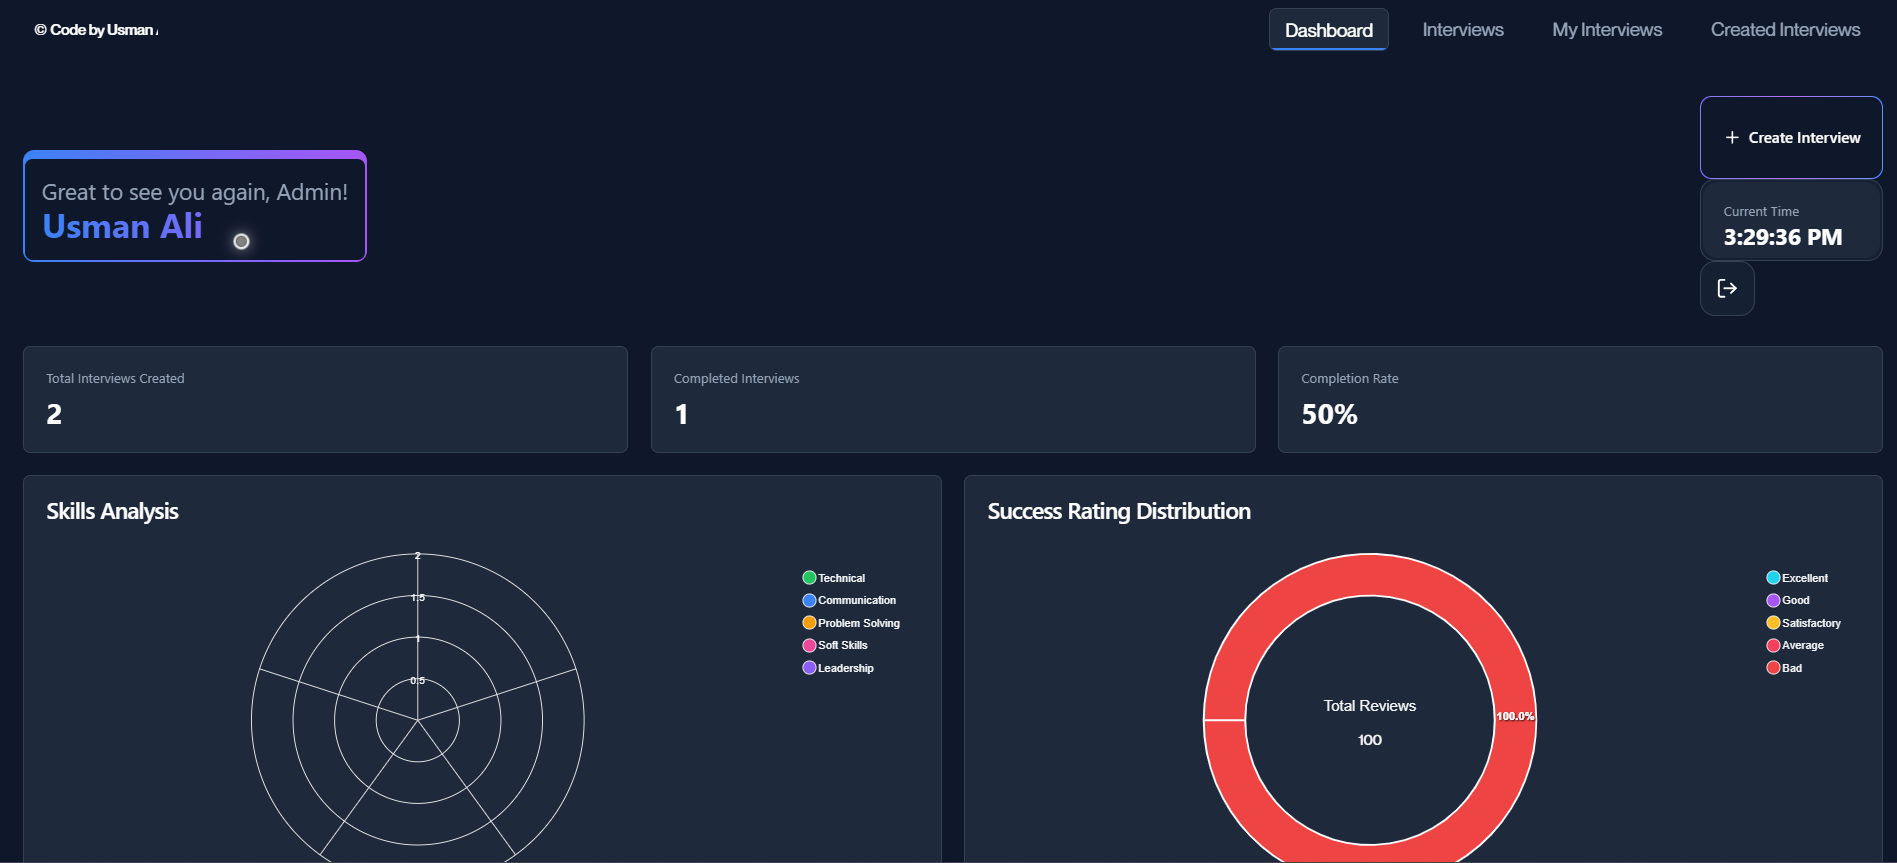 © Code by Usman
Dashboard
Interviews
My Interviews
Created Interviews
Create Interview
Great to see you again, Admin!
Usman Ali
Current Time
3:29:36 PM
Total Interviews Created
2
Completed Interviews
1
Completion Rate
50%
Skills Analysis
2
1.5
1
0.5
Technical
Communication
Problem Solving
Soft Skills
Leadership
Success Rating Distribution
Total Reviews
100
100.0%
Excellent
Good
Satisfactory
Average
Bad